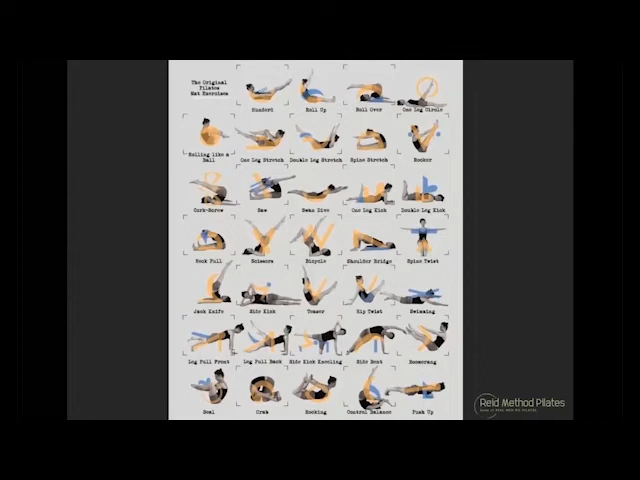 The Original
Pilates
Mat Exercises
Hundred
Roll Up
Roll Over
One Leg Circle
Rolling like a
Ball
One Leg Stretch
Double Leg Stretch
Spine Stretch
Rocker
Cork-Screw
Saw
Swan Dive
One Leg Kick
Double Leg Kick
Neck Pull
Scissors
Bicycle
Shoulder Bridge
Spine Twist
Jack Knife
Side Kick
Teaser
Hip Twist
Swimming
Leg Pull Front
Leg Pull Back
Side Kick Kneeling
Side Bend
Boomerang
Seal
Crab
Rocking
Control Balance
Push Up
Reid Method Pilates